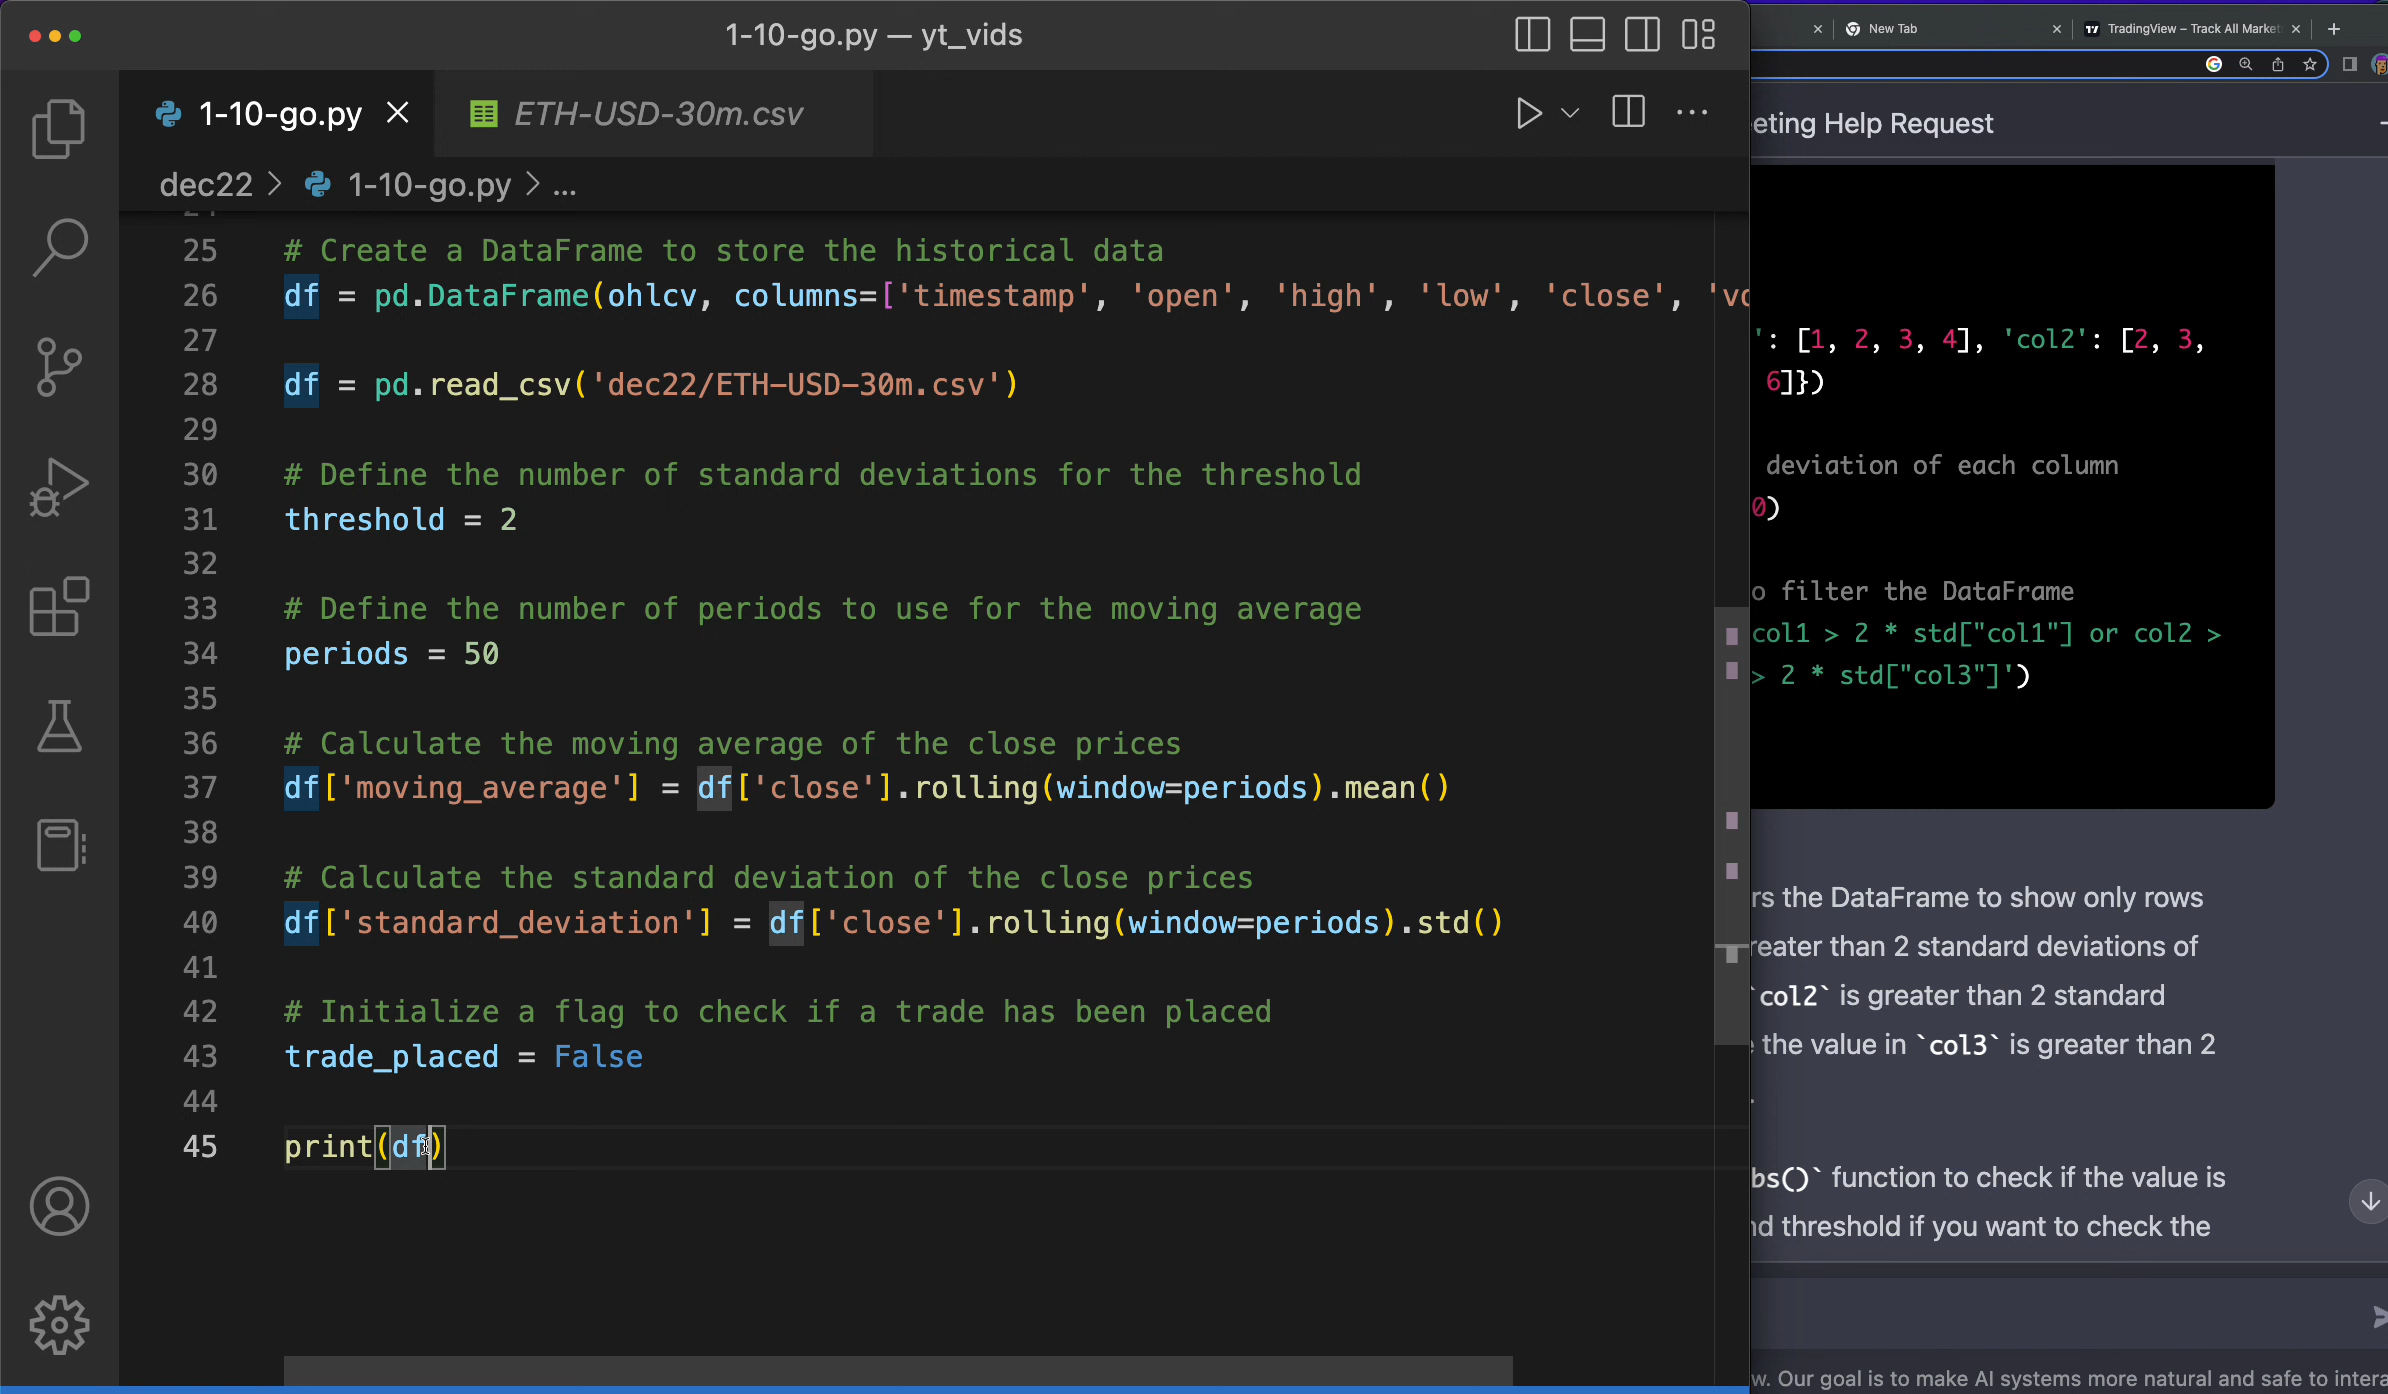 1-10-go.py — yt_vids
1-10-go.py
ETH-USD-30m.csv
dec22 > 1-10-go.py > ...
25 # Create a DataFrame to store the historical data
26 df = pd.DataFrame(ohlcv, columns=['timestamp', 'open', 'high', 'low', 'close', 'vo
27
28 df = pd.read_csv('dec22/ETH-USD-30m.csv')
29
30 # Define the number of standard deviations for the threshold
31 threshold = 2
32
33 # Define the number of periods to use for the moving average
34 periods = 50
35
36 # Calculate the moving average of the close prices
37 df['moving_average'] = df['close'].rolling(window=periods).mean()
38
39 # Calculate the standard deviation of the close prices
40 df['standard_deviation'] = df['close'].rolling(window=periods).std()
41
42 # Initialize a flag to check if a trade has been placed
43 trade_placed = False
44
45 print(df)
New Tab
TradingView – Track All Market
eting Help Request
': [1, 2, 3, 4], 'col2': [2, 3,
6]})
deviation of each column
0)
o filter the DataFrame
col1 > 2 * std["col1"] or col2 >
> 2 * std["col3"]')
rs the DataFrame to show only rows
reater than 2 standard deviations of
`col2` is greater than 2 standard
the value in `col3` is greater than 2
.
bs()` function to check if the value is
nd threshold if you want to check the
w. Our goal is to make AI systems more natural and safe to intera